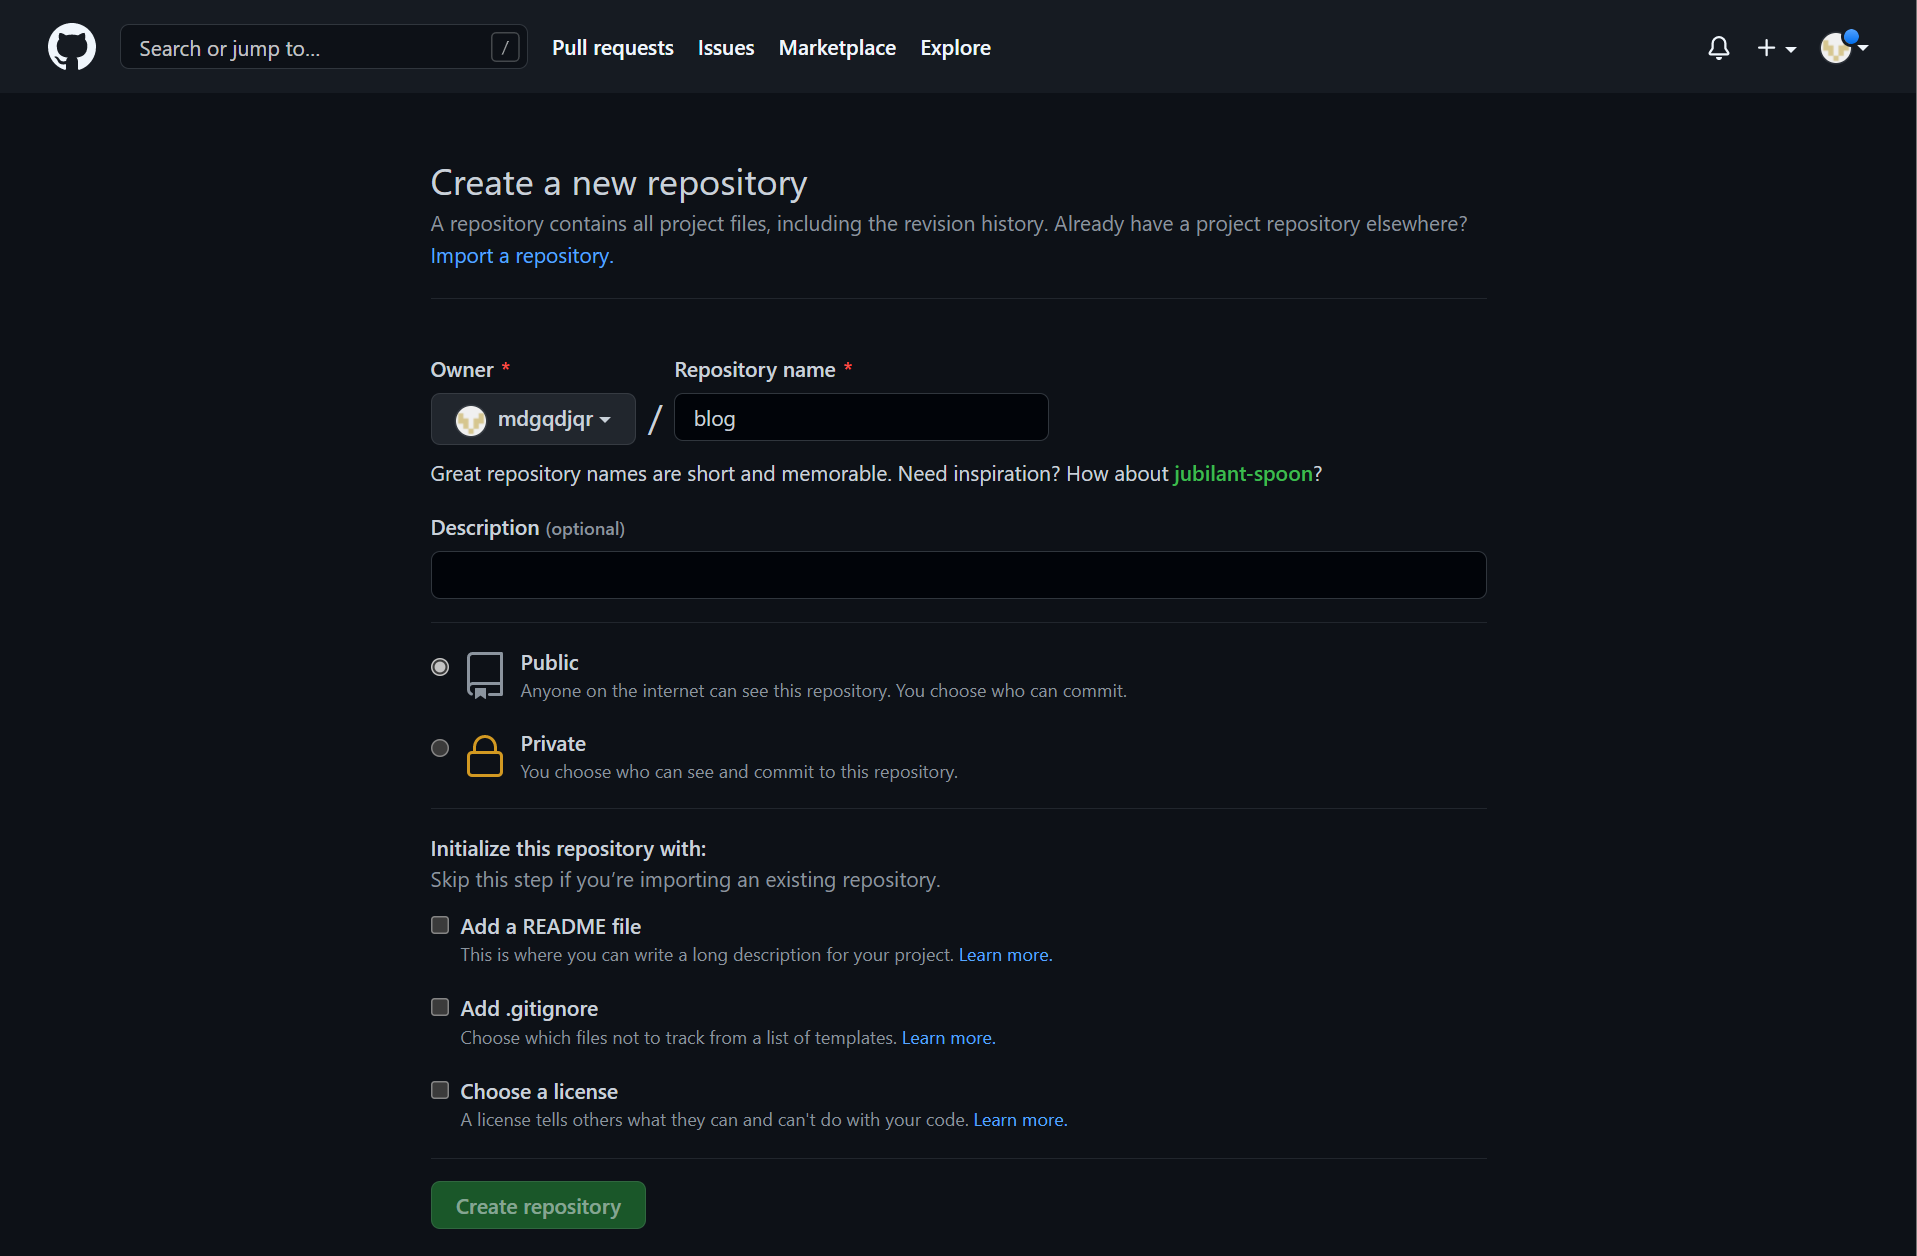 Search or jump to...
/
Pull requests
Issues
Marketplace
Explore
Create a new repository
A repository contains all project files, including the revision history. Already have a project repository elsewhere?
Import a repository.
Owner *
Repository name *
mdgqdjqr
/
blog
Great repository names are short and memorable. Need inspiration? How about jubilant-spoon?
Description (optional)
Public
Anyone on the internet can see this repository. You choose who can commit.
Private
You choose who can see and commit to this repository.
Initialize this repository with:
Skip this step if you’re importing an existing repository.
Add a README file
This is where you can write a long description for your project. Learn more.
Add .gitignore
Choose which files not to track from a list of templates. Learn more.
Choose a license
A license tells others what they can and can't do with your code. Learn more.
Create repository